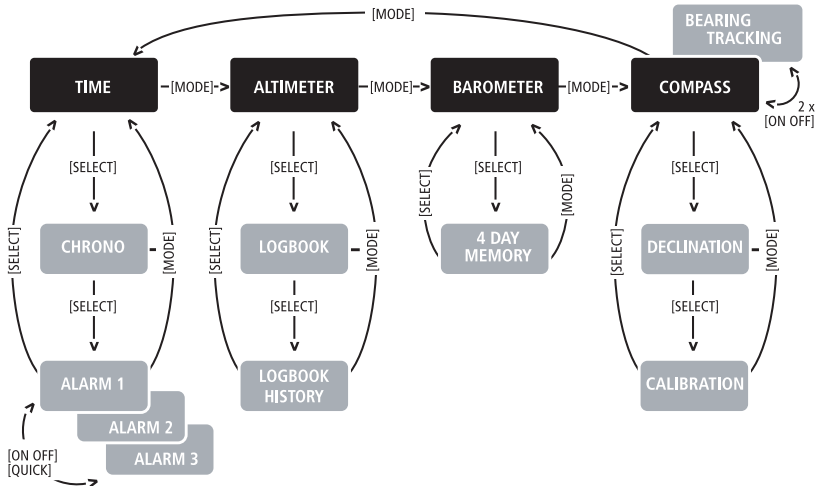 [MODE]
BEARING
TRACKING
TIME
[MODE]
ALTIMETER
[MODE]
BAROMETER
[MODE]
COMPASS
2 x
[ON OFF]
[SELECT]
[SELECT]
[SELECT]
[SELECT]
[SELECT]
CHRONO
[MODE]
[SELECT]
LOGBOOK
[MODE]
[SELECT]
4 DAY
MEMORY
[MODE]
[SELECT]
DECLINATION
[MODE]
[SELECT]
[SELECT]
[SELECT]
ALARM 1
ALARM 2
ALARM 3
LOGBOOK
HISTORY
CALIBRATION
[ON OFF]
[QUICK]